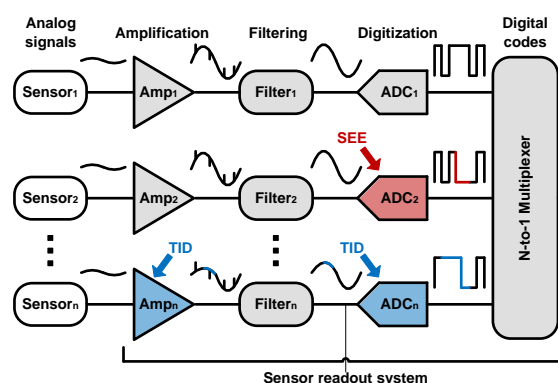 Analog signals
Amplification
Filtering
Digitization
Digital codes
Sensor1
Amp1
Filter1
ADC1
SEE
Sensor2
Amp2
Filter2
ADC2
TID
TID
Sensorn
Ampn
Filtern
ADCn
N-to-1 Multiplexer
Sensor readout system